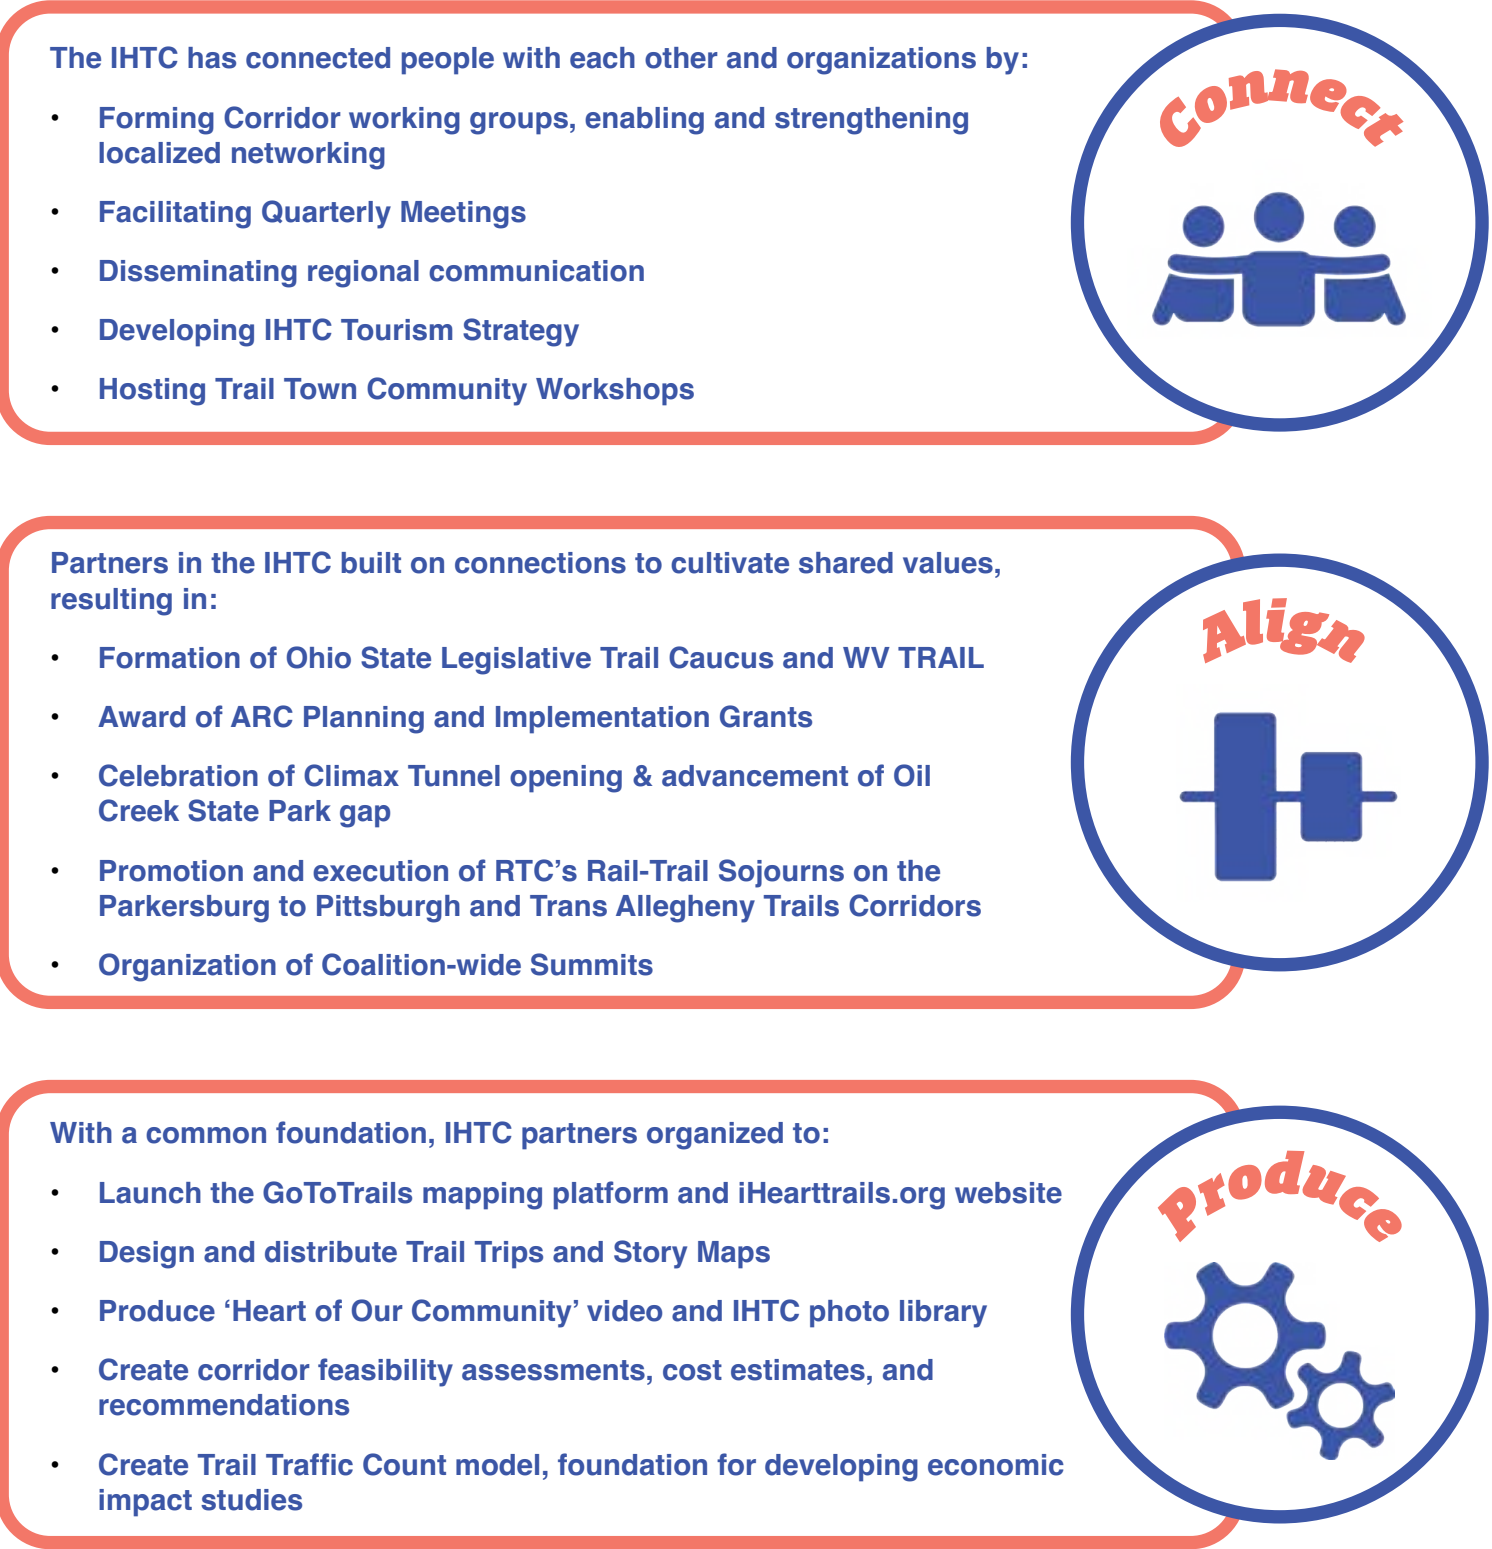 The IHTC has connected people with each other and organizations by:
• Forming Corridor working groups, enabling and strengthening
localized networking
• Facilitating Quarterly Meetings
• Disseminating regional communication
• Developing IHTC Tourism Strategy
• Hosting Trail Town Community Workshops
Connect
Partners in the IHTC built on connections to cultivate shared values,
resulting in:
• Formation of Ohio State Legislative Trail Caucus and WV TRAIL
• Award of ARC Planning and Implementation Grants
• Celebration of Climax Tunnel opening & advancement of Oil
Creek State Park gap
• Promotion and execution of RTC’s Rail-Trail Sojourns on the
Parkersburg to Pittsburgh and Trans Allegheny Trails Corridors
• Organization of Coalition-wide Summits
Align
With a common foundation, IHTC partners organized to:
• Launch the GoToTrails mapping platform and iHearttrails.org website
• Design and distribute Trail Trips and Story Maps
• Produce ‘Heart of Our Community’ video and IHTC photo library
• Create corridor feasibility assessments, cost estimates, and
recommendations
• Create Trail Traffic Count model, foundation for developing economic
impact studies
Produce